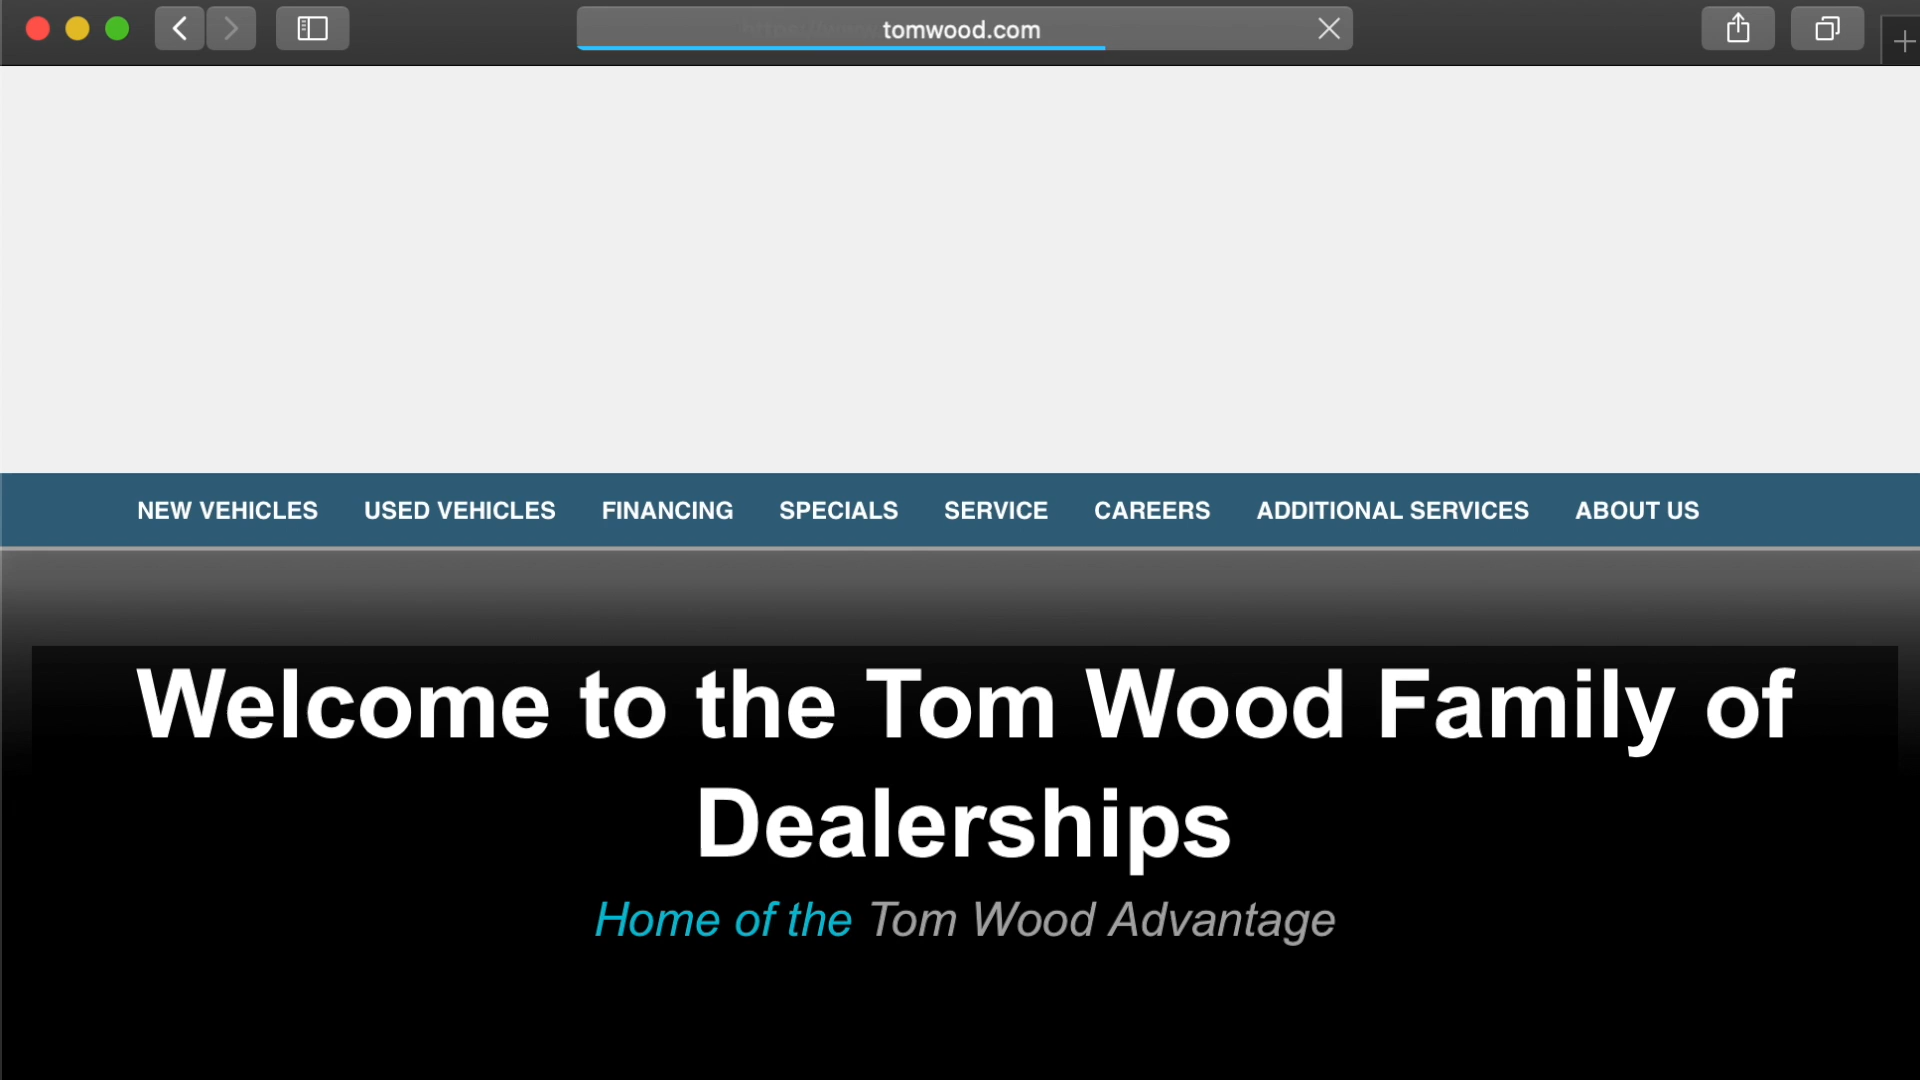 tomwood.com
NEW VEHICLES USED VEHICLES FINANCING SPECIALS SERVICE CAREERS ADDITIONAL SERVICES ABOUT US
Welcome to the Tom Wood Family of
Dealerships
Home of the Tom Wood Advantage